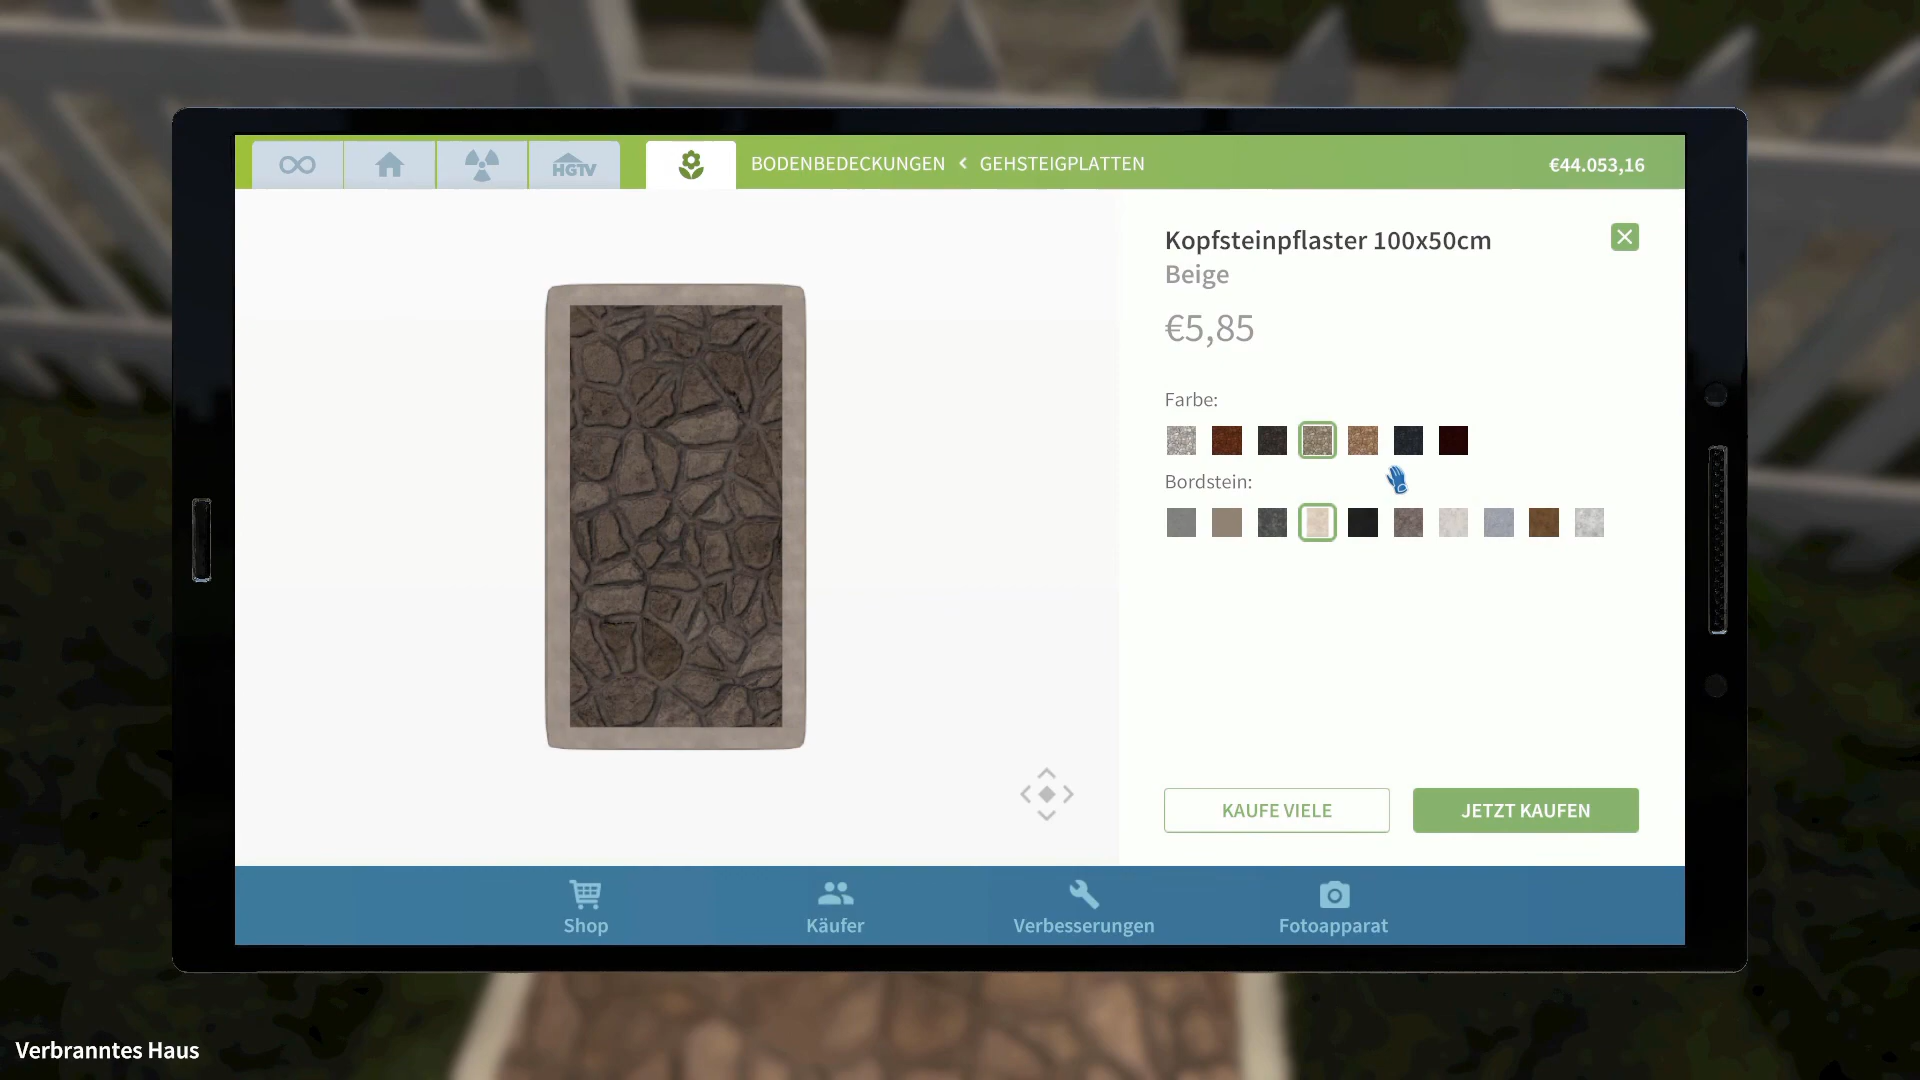 HGTV
BODENBEDECKUNGEN < GEHSTEIGPLATTEN
€44.053,16
Kopfsteinpflaster 100x50cm
Beige
€5,85
Farbe:
Bordstein:
KAUFE VIELE
JETZT KAUFEN
Shop
Käufer
Verbesserungen
Fotoapparat
Verbranntes Haus